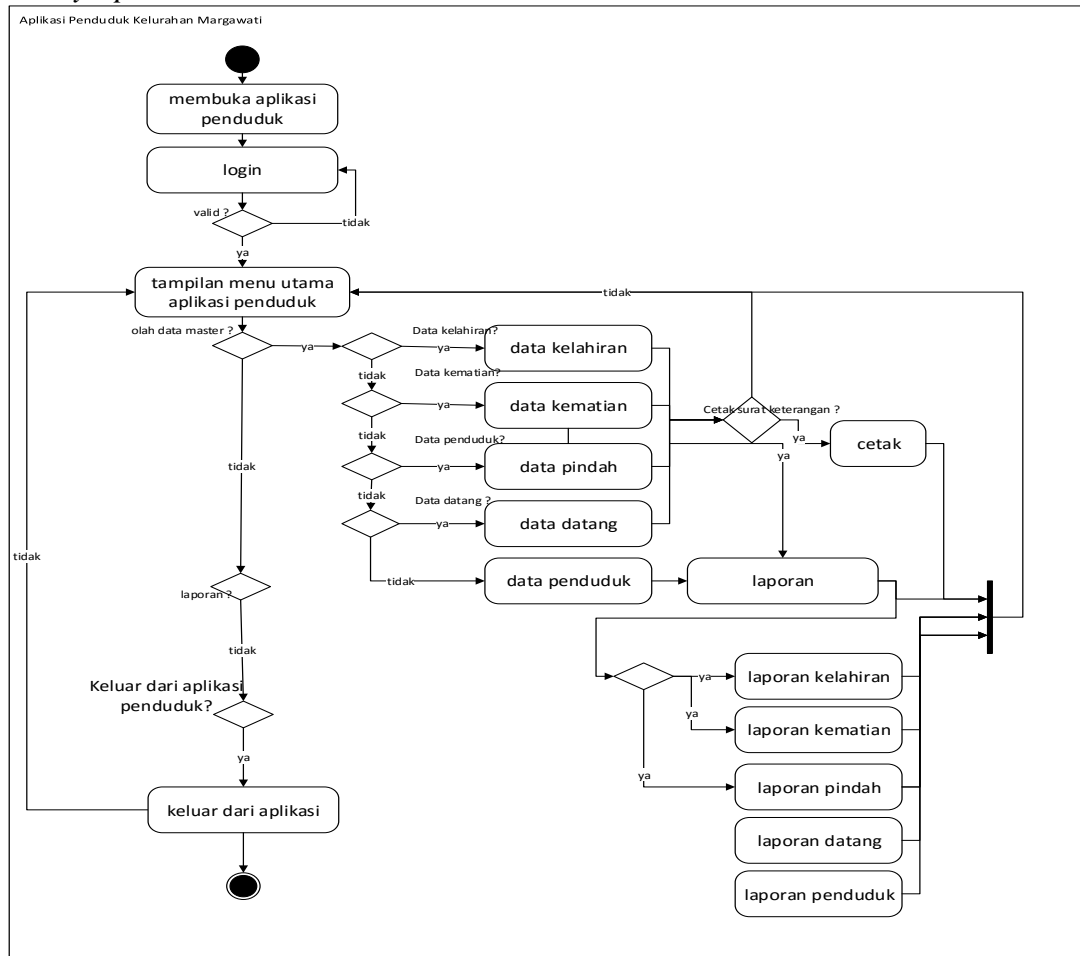 Aplikasi Penduduk Kelurahan Margawati
membuka aplikasi
penduduk
login
valid ?
tidak
ya
tampilan menu utama
aplikasi penduduk
tidak
olah data master ?
ya
Data kelahiran?
ya
data kelahiran
tidak
Data kematian?
ya
data kematian
Cetak surat keterangan ?
ya
cetak
tidak
Data penduduk?
ya
data pindah
ya
tidak
tidak
Data datang ?
ya
data datang
tidak
tidak
data penduduk
laporan
laporan ?
tidak
Keluar dari aplikasi
penduduk?
ya
laporan kelahiran
ya
laporan kematian
ya
laporan pindah
ya
keluar dari aplikasi
laporan datang
laporan penduduk